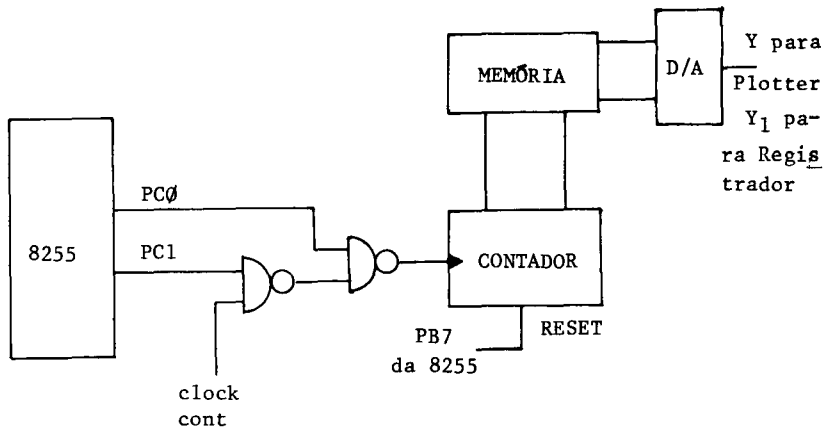 MEMÓRIA
D/A
Y para
Plotter
Y1 pa-
ra Regis
trador
8255
PCØ
PC1
CONTADOR
RESET
PB7
da 8255
clock
cont